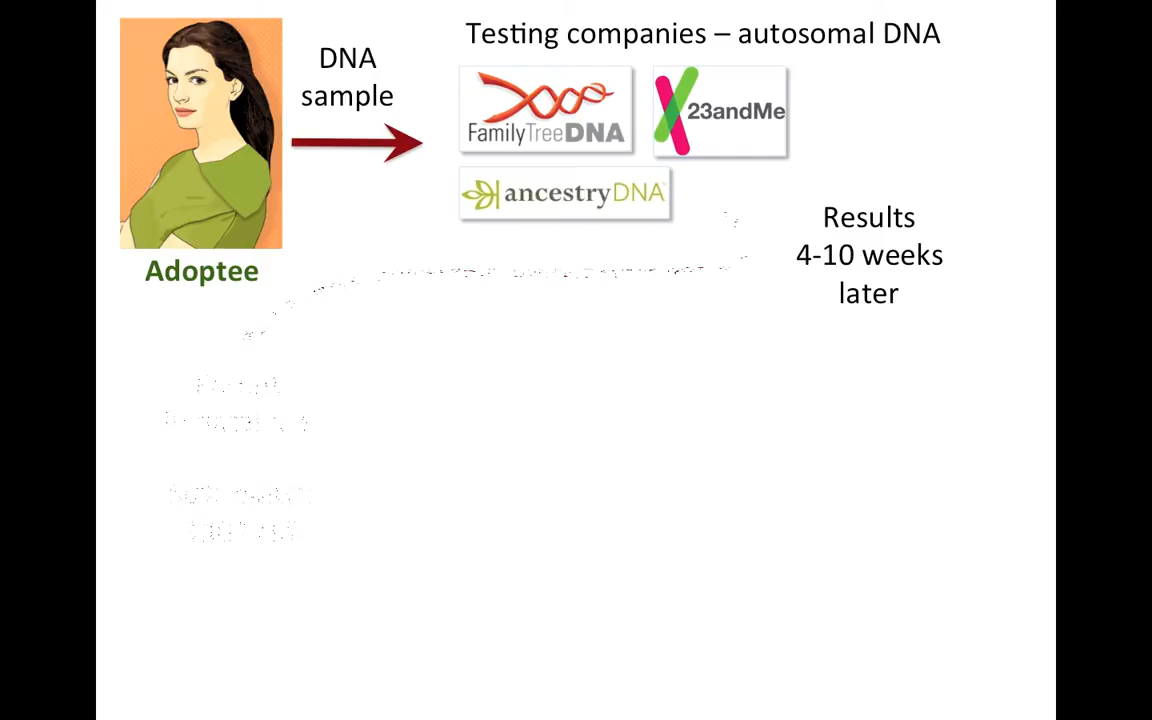 Testing companies – autosomal DNA
DNA
sample
FamilyTreeDNA
23andMe
ancestryDNA
Results
4-10 weeks
later
Adoptee